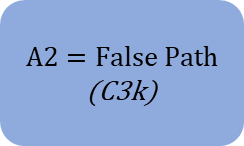 A2 = False Path
(C3k)